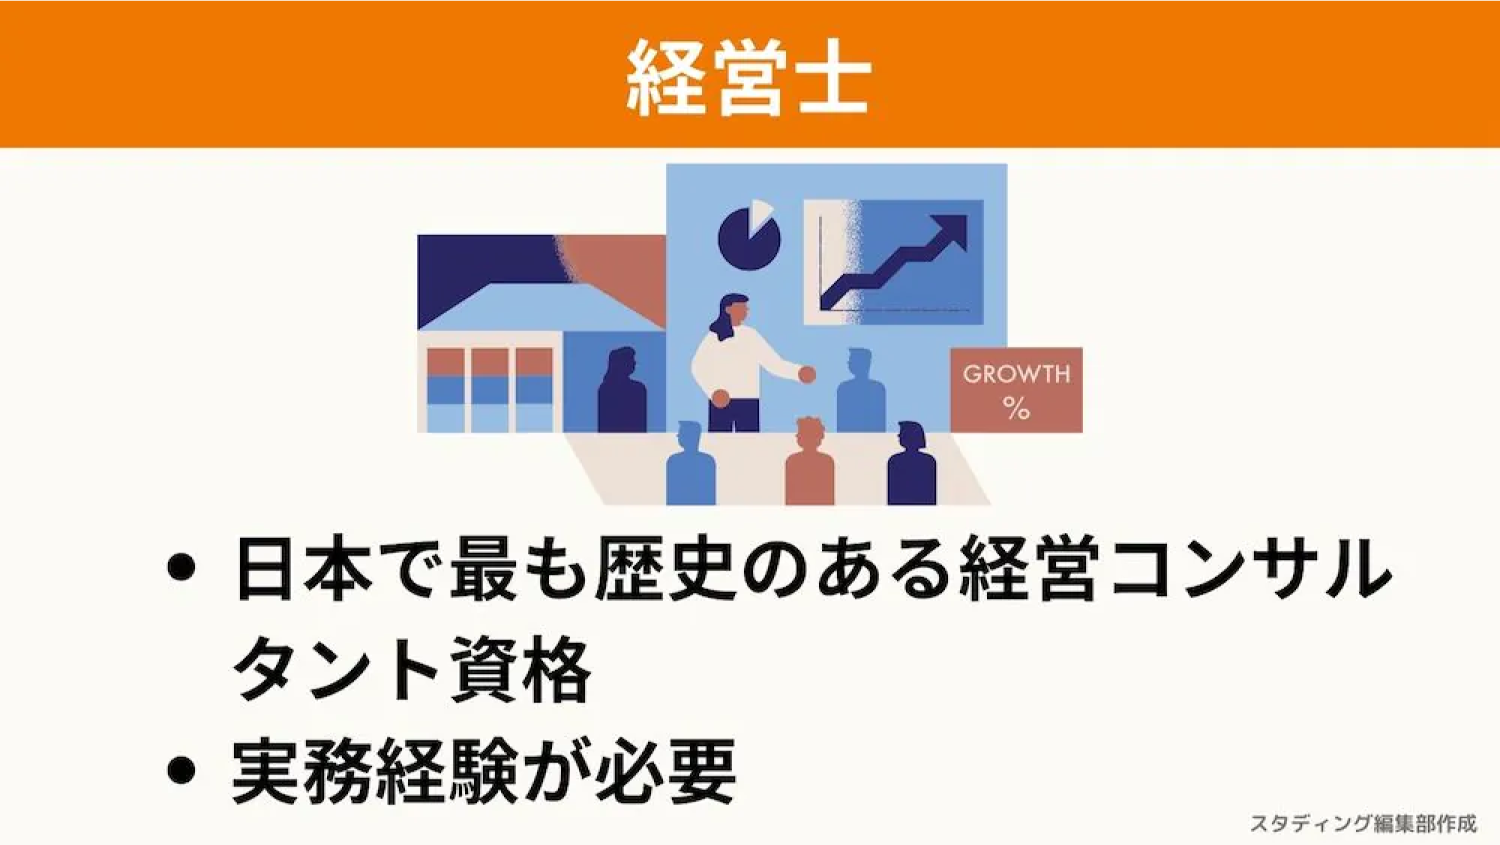 経営士
GROWTH
%
• 日本で最も歴史のある経営コンサル
タント資格
• 実務経験が必要
スタディング編集部作成